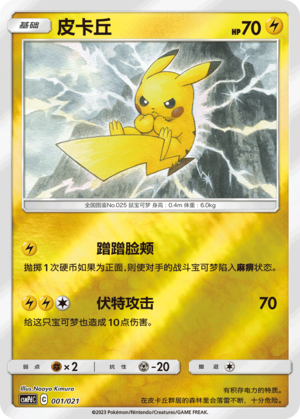 基础 皮卡丘 HP70
全国图鉴No.025 鼠宝可梦 身高：0.4m 体重：6.0kg
蹭蹭脸颊
抛掷1次硬币如果为正面，则使对手的战斗宝可梦陷入麻痹状态。
伏特攻击 70
给这只宝可梦也造成10点伤害。
弱点 ×2 抗性 -20 撤退
Illus. Naoyo Kimura
CSMPiC C 001/021
有积存电力的特质。
在皮卡丘群居的森林里会落雷不断，十分危险。
©2023 Pokémon/Nintendo/Creatures/GAME FREAK.